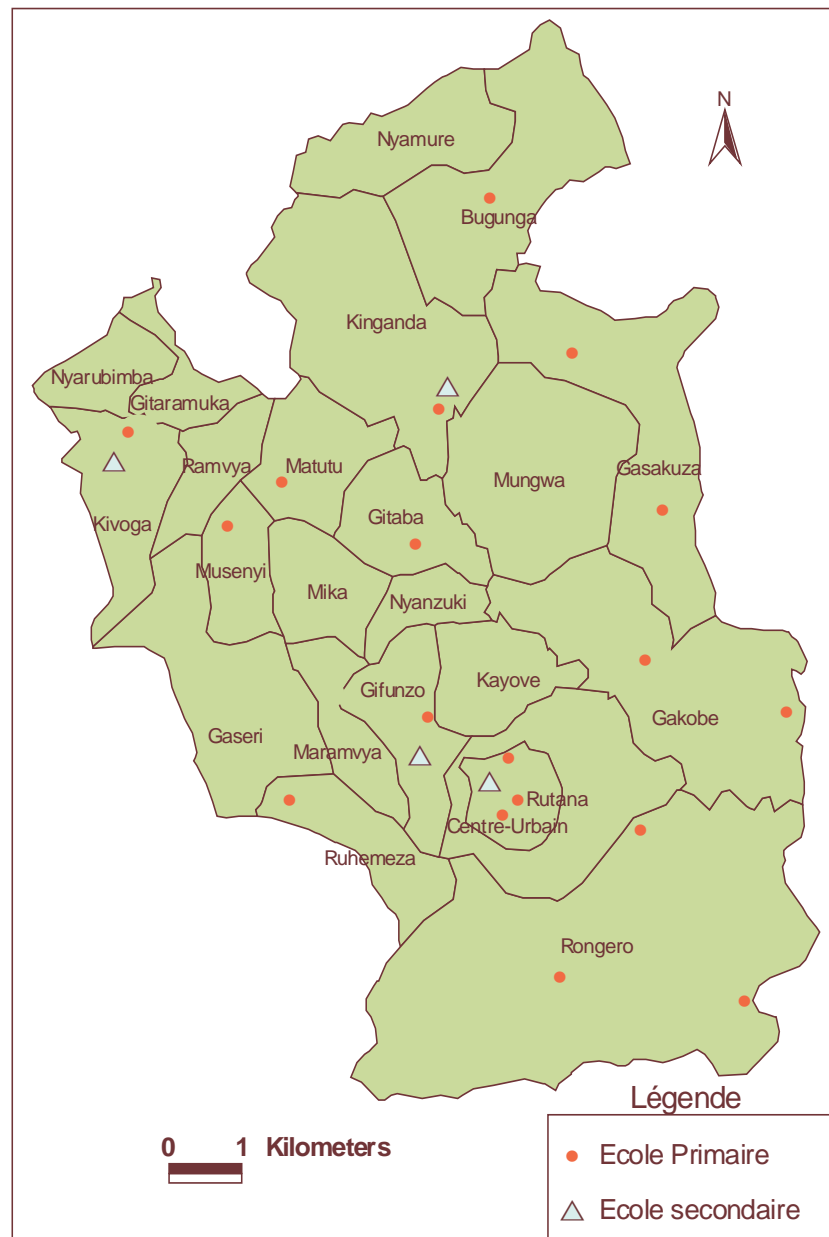 N
Nyamure
Bugunga
Kinganda
Nyarubimba
Gitaramuka
Ramvya
Matutu
Mungwa
Gasakuza
Gitaba
Kivoga
Musenyi
Mika
Nyanzuki
Gifunzo
Kayove
Gakobe
Gaseri
Maramvya
Rutana
Centre-Urbain
Ruhemeza
Rongero
Légende
0 1 Kilometers
Ecole Primaire
Ecole secondaire